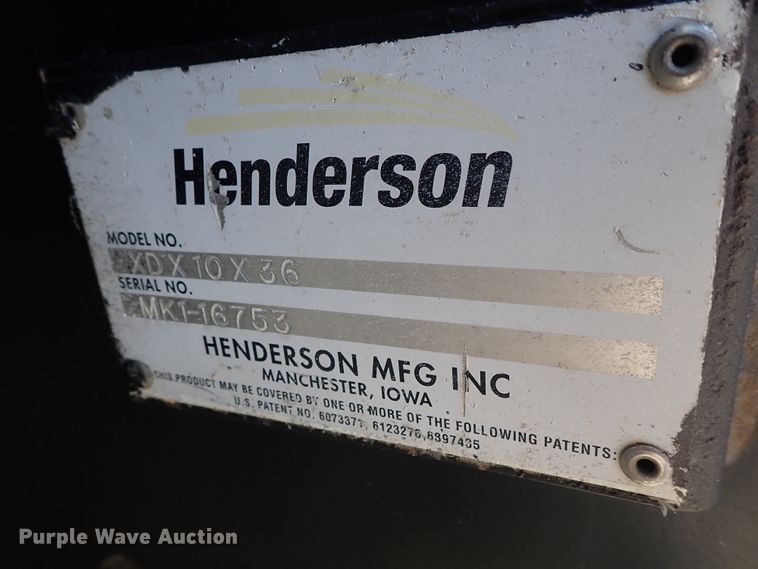 Henderson
MODEL NO.
XDX10X36
SERIAL NO.
MK1-16753
HENDERSON MFG INC
MANCHESTER, IOWA
THIS PRODUCT MAY BE COVERED BY ONE OR MORE OF THE FOLLOWING PATENTS:
U.S. PATENT NO. 6073371, 6123276,6897435
Purple Wave Auction